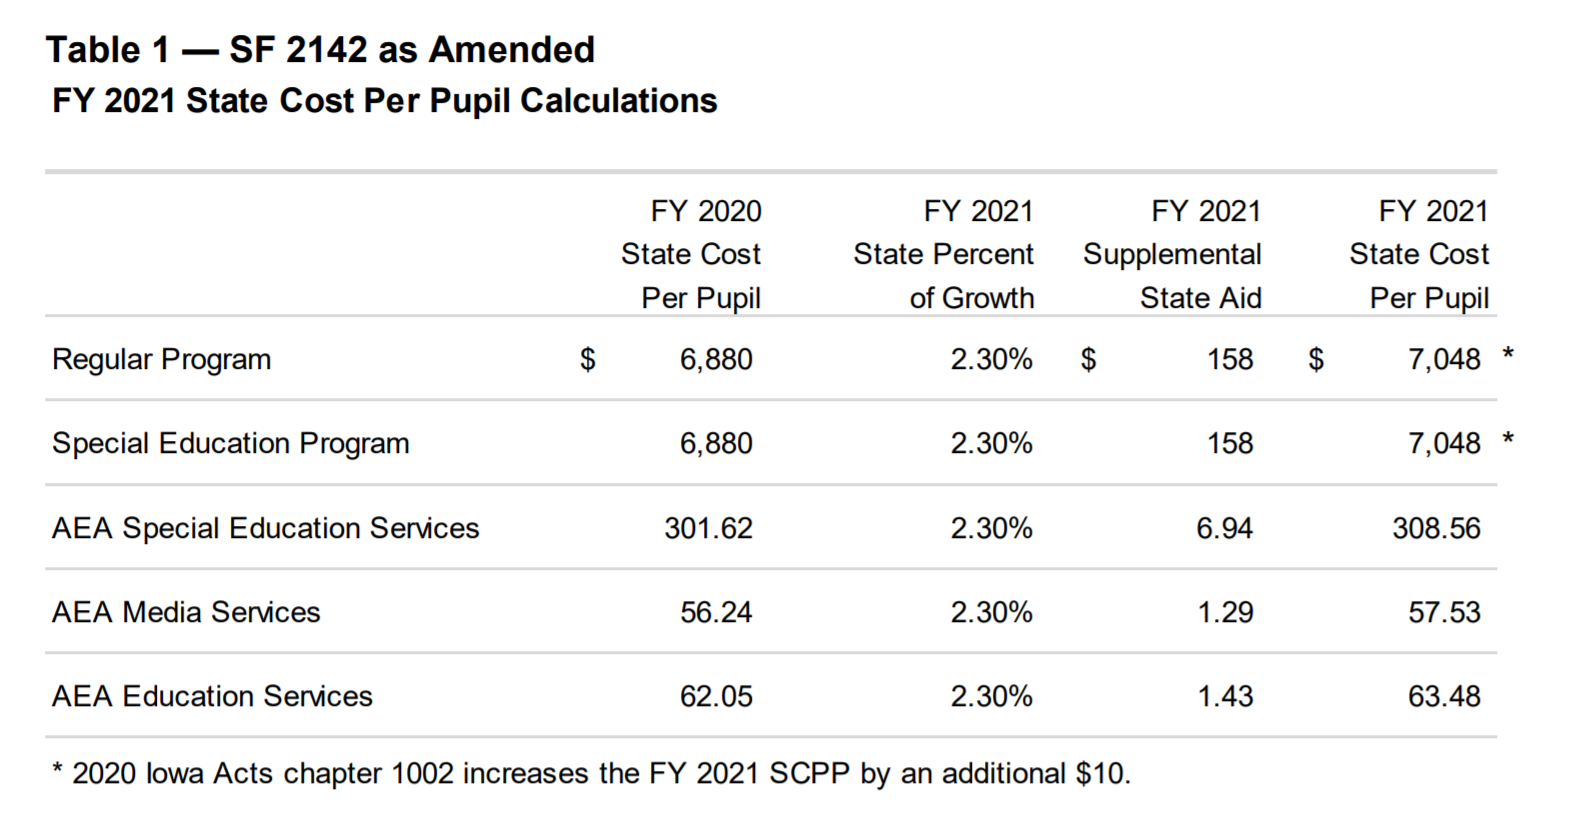 Table 1 — SF 2142 as Amended
FY 2021 State Cost Per Pupil Calculations
FY 2020 FY 2021 FY 2021 FY 2021
State Cost State Percent Supplemental State Cost
Per Pupil of Growth State Aid Per Pupil
Regular Program $ 6,880 2.30% $ 158 $ 7,048 *
Special Education Program 6,880 2.30% 158 7,048 *
AEA Special Education Services 301.62 2.30% 6.94 308.56
AEA Media Services 56.24 2.30% 1.29 57.53
AEA Education Services 62.05 2.30% 1.43 63.48
* 2020 Iowa Acts chapter 1002 increases the FY 2021 SCPP by an additional $10.